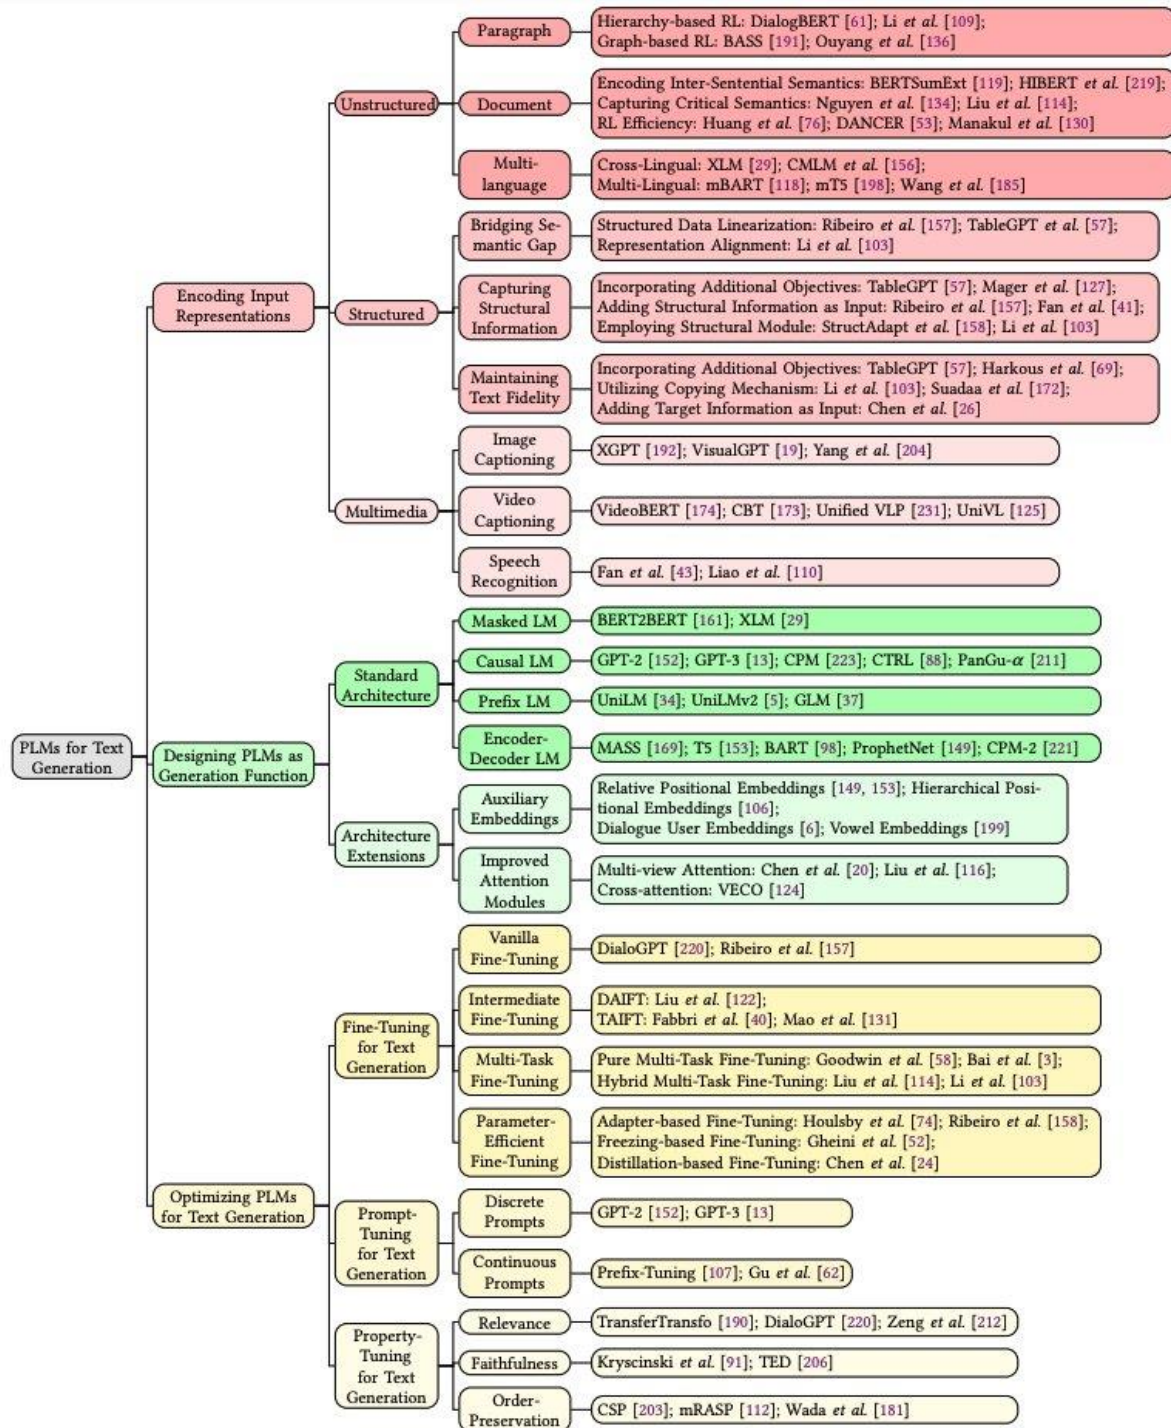 PLMs for Text
Generation
Encoding Input
Representations
Unstructured
Paragraph
Hierarchy-based RL: DialogBERT [61]; Li et al. [109];
Graph-based RL: BASS [191]; Ouyang et al. [136]
Document
Encoding Inter-Sentential Semantics: BERTSumExt [119]; HIBERT et al. [219];
Capturing Critical Semantics: Nguyen et al. [134]; Liu et al. [114];
RL Efficiency: Huang et al. [76]; DANCER [53]; Manakul et al. [130]
Multi-
language
Cross-Lingual: XLM [29]; CMLM et al. [156];
Multi-Lingual: mBART [118]; mT5 [198]; Wang et al. [185]
Structured
Bridging Se-
mantic Gap
Structured Data Linearization: Ribeiro et al. [157]; TableGPT et al. [57];
Representation Alignment: Li et al. [103]
Capturing
Structural
Information
Incorporating Additional Objectives: TableGPT [57]; Mager et al. [127];
Adding Structural Information as Input: Ribeiro et al. [157]; Fan et al. [41];
Employing Structural Module: StructAdapt et al. [158]; Li et al. [103]
Maintaining
Text Fidelity
Incorporating Additional Objectives: TableGPT [57]; Harkous et al. [69];
Utilizing Copying Mechanism: Li et al. [103]; Suadaa et al. [172];
Adding Target Information as Input: Chen et al. [26]
Multimedia
Image
Captioning
XGPT [192]; VisualGPT [19]; Yang et al. [204]
Video
Captioning
VideoBERT [174]; CBT [173]; Unified VLP [231]; UniVL [125]
Speech
Recognition
Fan et al. [43]; Liao et al. [110]
Designing PLMs as
Generation Function
Standard
Architecture
Masked LM
BERT2BERT [161]; XLM [29]
Causal LM
GPT-2 [152]; GPT-3 [13]; CPM [223]; CTRL [88]; PanGu-α [211]
Prefix LM
UniLM [34]; UniLMv2 [5]; GLM [37]
Encoder-
Decoder LM
MASS [169]; T5 [153]; BART [98]; ProphetNet [149]; CPM-2 [221]
Architecture
Extensions
Auxiliary
Embeddings
Relative Positional Embeddings [149, 153]; Hierarchical Posi-
tional Embeddings [106];
Dialogue User Embeddings [6]; Vowel Embeddings [199]
Improved
Attention
Modules
Multi-view Attention: Chen et al. [20]; Liu et al. [116];
Cross-attention: VECO [124]
Optimizing PLMs
for Text Generation
Fine-Tuning
for Text
Generation
Vanilla
Fine-Tuning
DialoGPT [220]; Ribeiro et al. [157]
Intermediate
Fine-Tuning
DAIFT: Liu et al. [122];
TAIFT: Fabbri et al. [40]; Mao et al. [131]
Multi-Task
Fine-Tuning
Pure Multi-Task Fine-Tuning: Goodwin et al. [58]; Bai et al. [3];
Hybrid Multi-Task Fine-Tuning: Liu et al. [114]; Li et al. [103]
Parameter-
Efficient
Fine-Tuning
Adapter-based Fine-Tuning: Houlsby et al. [74]; Ribeiro et al. [158];
Freezing-based Fine-Tuning: Gheini et al. [52];
Distillation-based Fine-Tuning: Chen et al. [24]
Prompt-
Tuning
for Text
Generation
Discrete
Prompts
GPT-2 [152]; GPT-3 [13]
Continuous
Prompts
Prefix-Tuning [107]; Gu et al. [62]
Property-
Tuning
for Text
Generation
Relevance
TransferTransfo [190]; DialoGPT [220]; Zeng et al. [212]
Faithfulness
Kryscinski et al. [91]; TED [206]
Order-
Preservation
CSP [203]; mRASP [112]; Wada et al. [181]